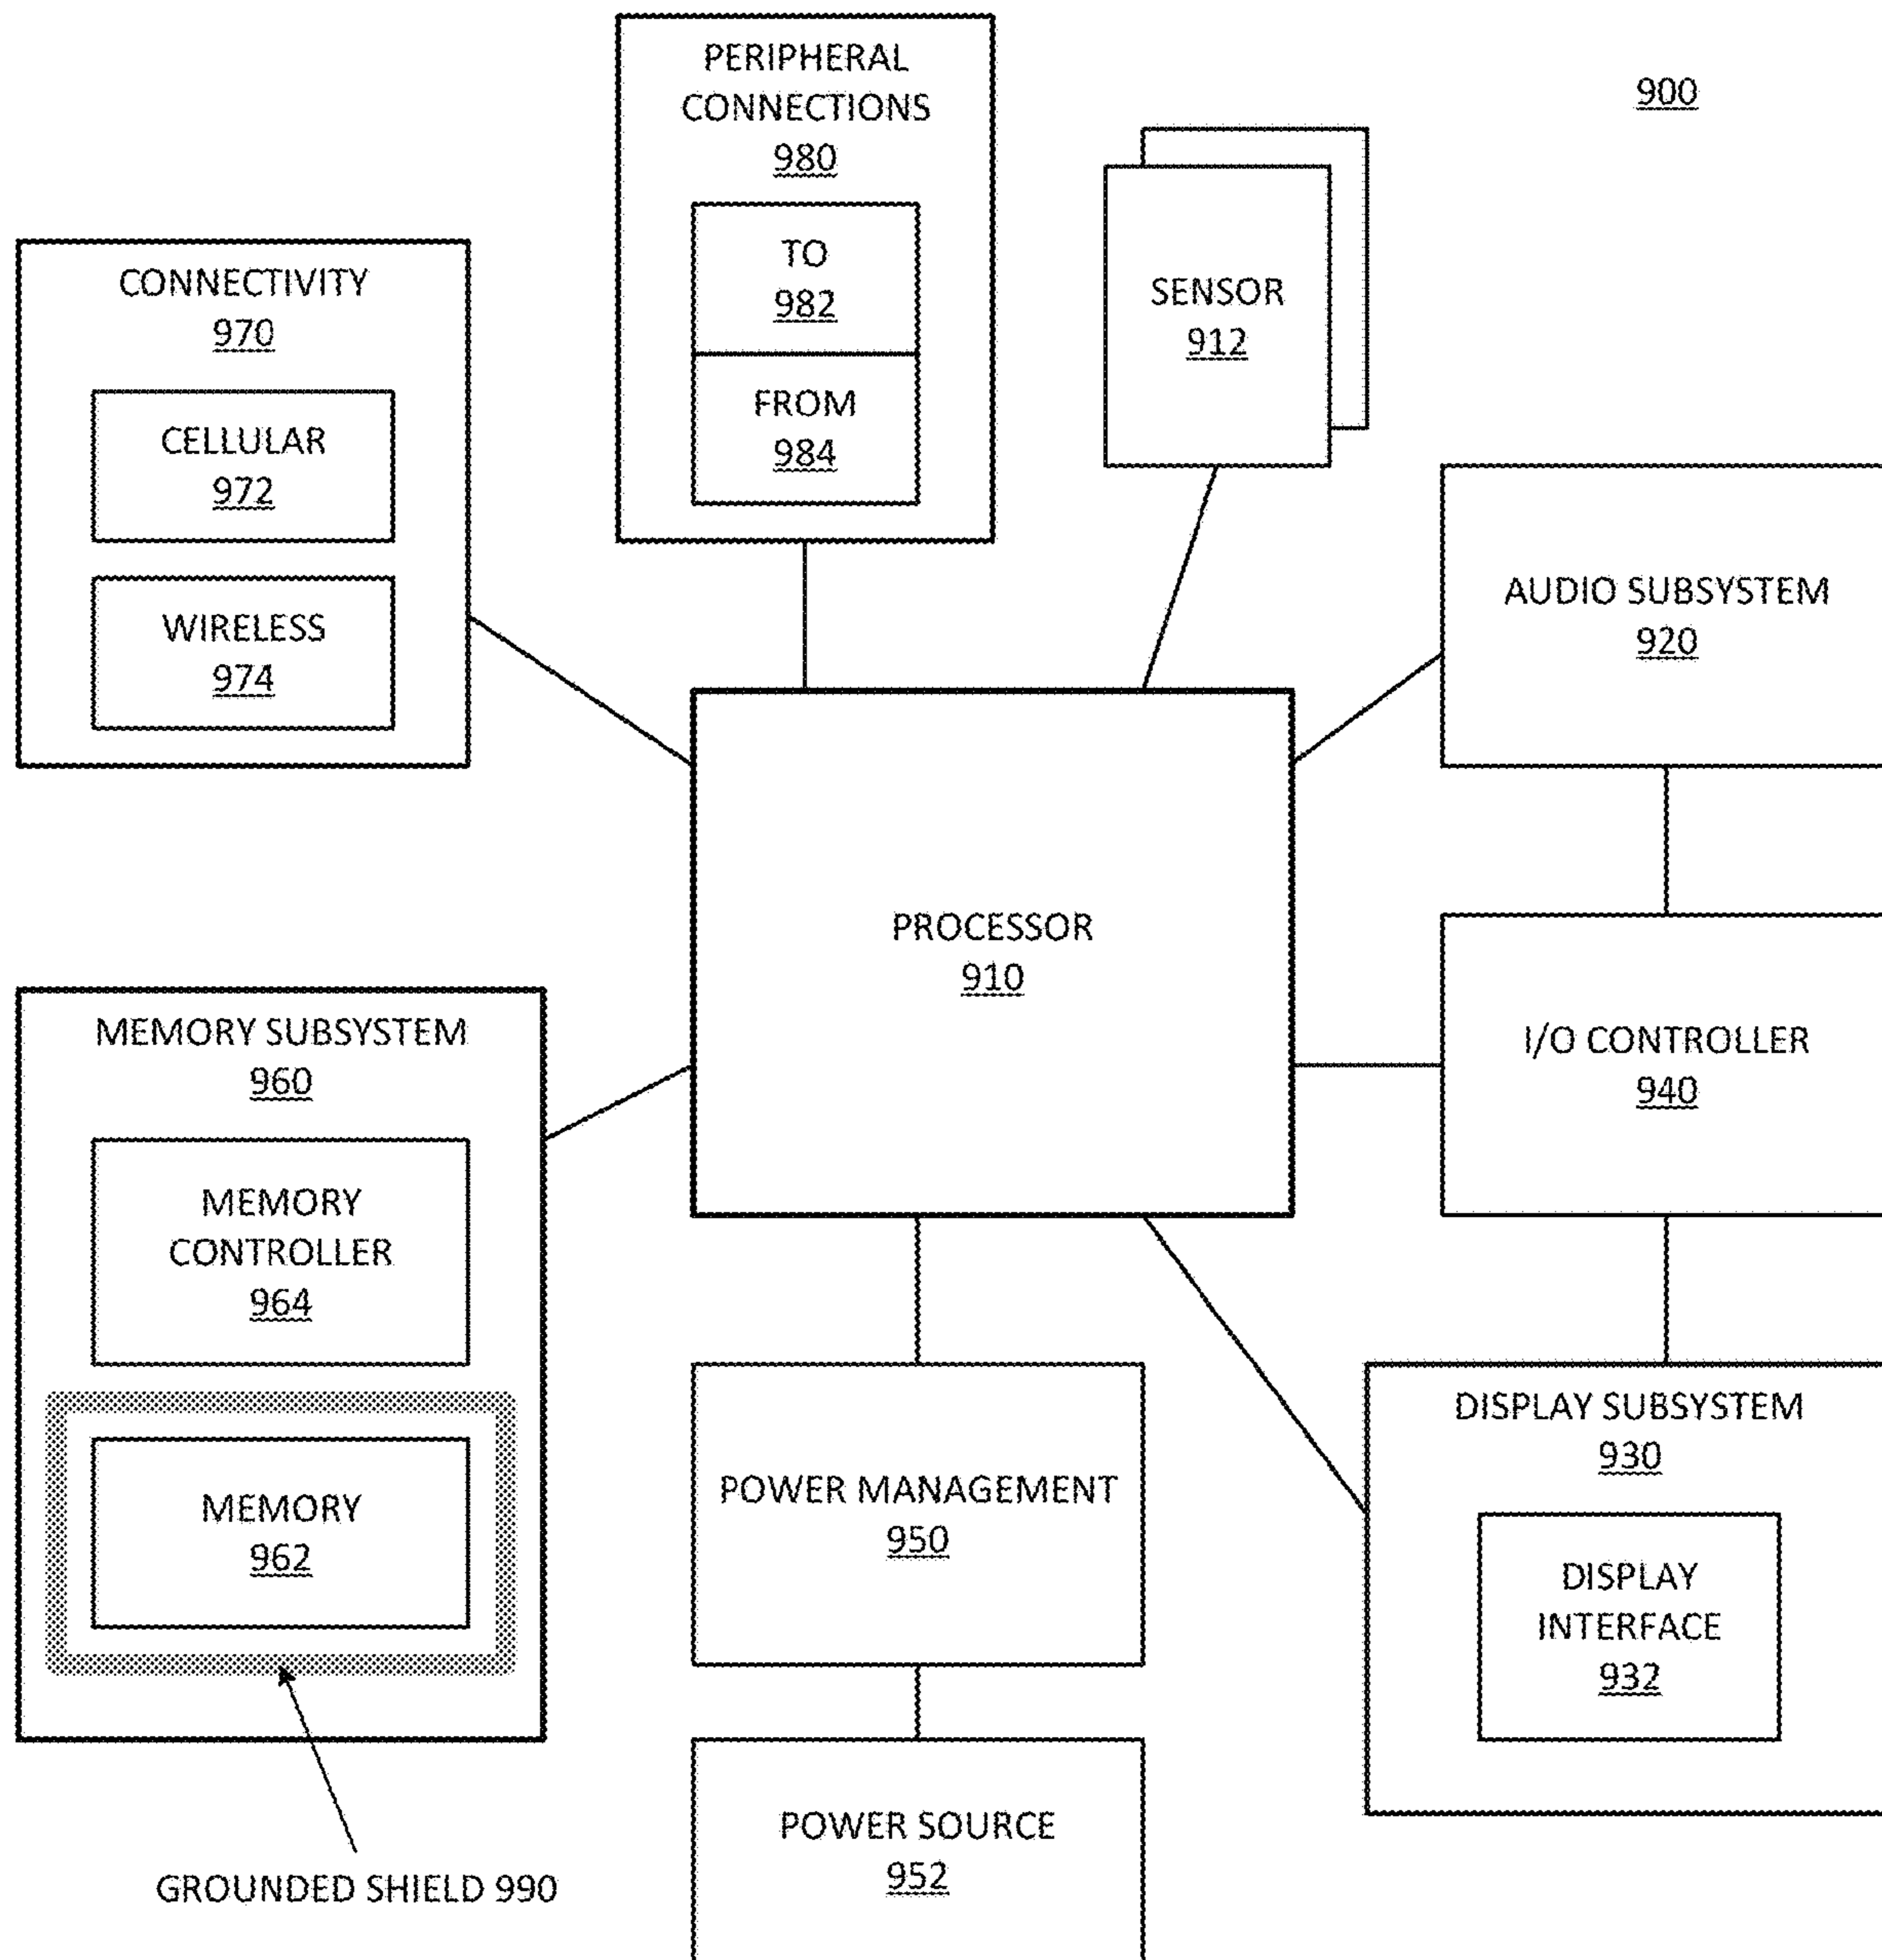 PERIPHERAL
CONNECTIONS
980
TO
982
FROM
984
900
SENSOR
912
CONNECTIVITY
970
CELLULAR
972
WIRELESS
974
AUDIO SUBSYSTEM
920
PROCESSOR
910
I/O CONTROLLER
940
MEMORY SUBSYSTEM
960
MEMORY
CONTROLLER
964
MEMORY
962
GROUNDED SHIELD 990
POWER MANAGEMENT
950
POWER SOURCE
952
DISPLAY SUBSYSTEM
930
DISPLAY
INTERFACE
932